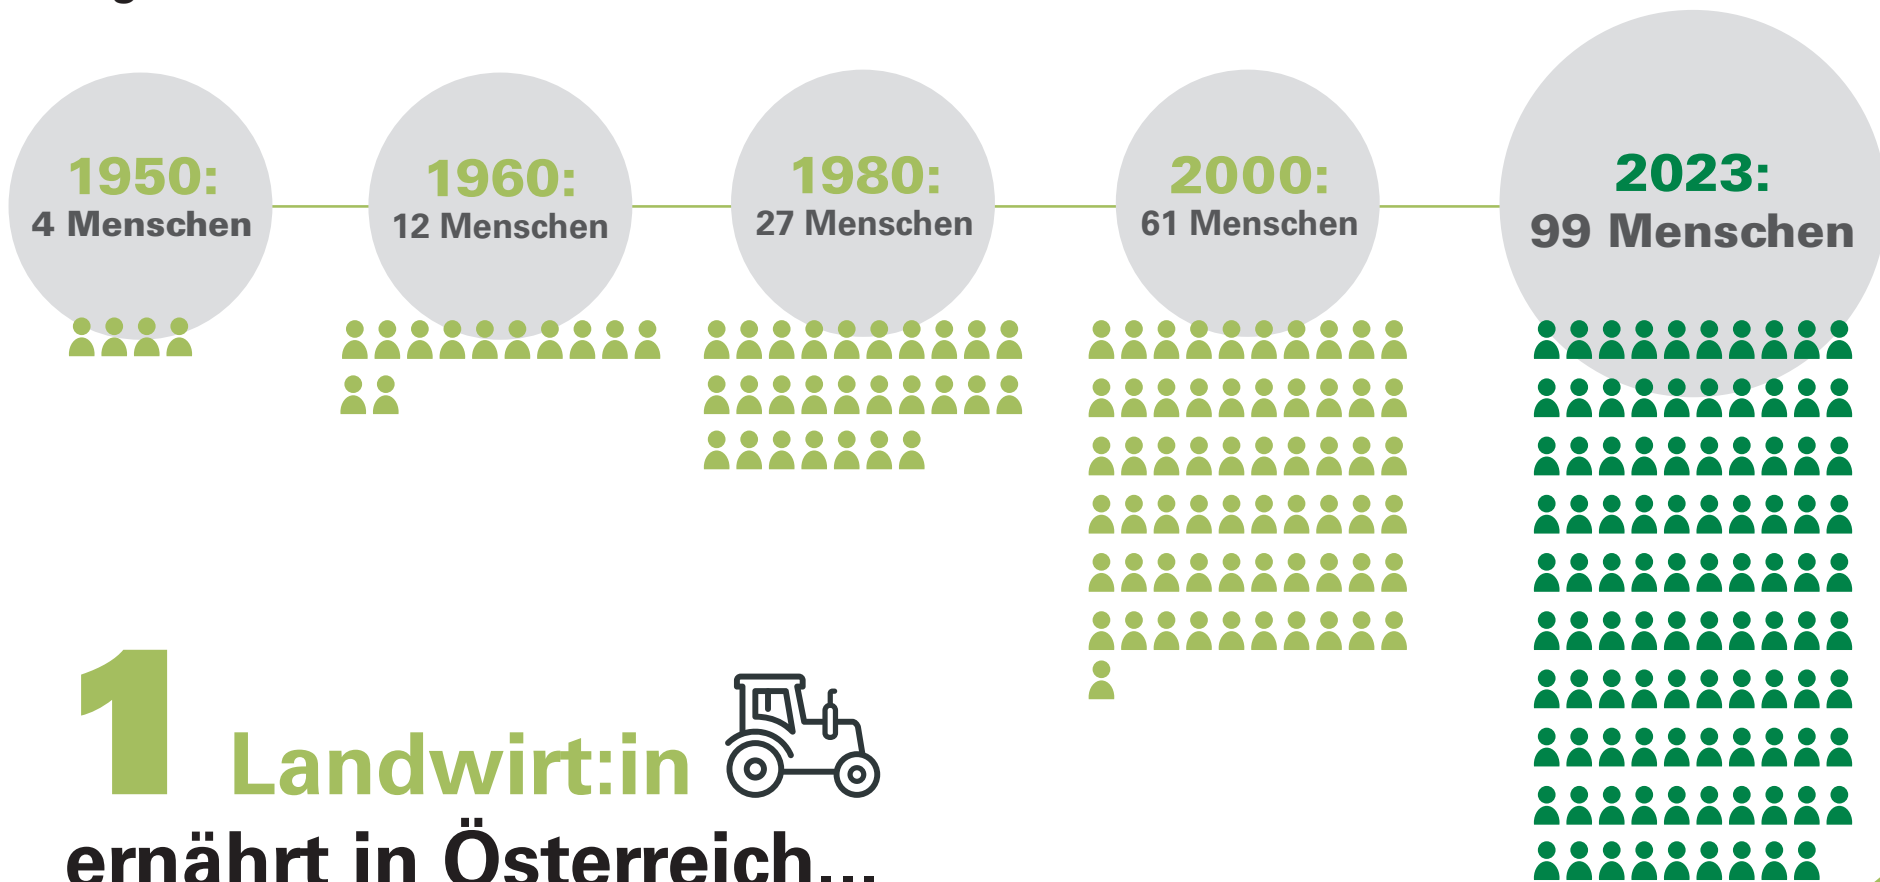 1950:
4 Menschen
1960:
12 Menschen
1980:
27 Menschen
2000:
61 Menschen
2023:
99 Menschen
1 Landwirt:in
ernährt in Österreich...